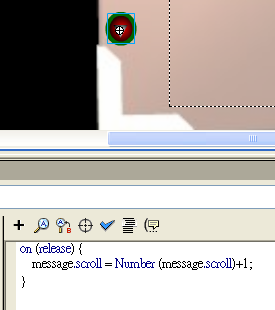 on (release) {
message.scroll = Number (message.scroll)+1;
}